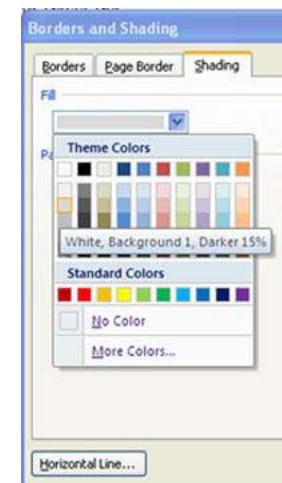 Borders and Shading
Borders Page Border Shading
Fill
Theme Colors
White, Background 1, Darker 15%
Standard Colors
No Color
More Colors...
Horizontal Line...